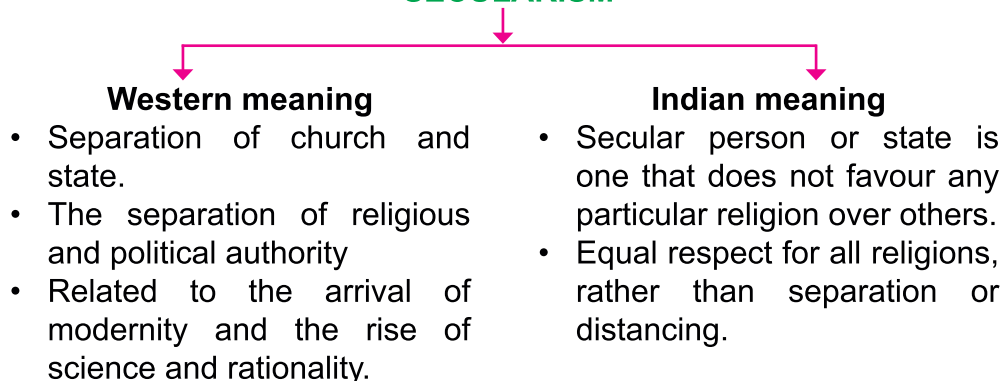 SECULARISM
Western meaning
• Separation of church and
state.
• The separation of religious
and political authority
• Related to the arrival of
modernity and the rise of
science and rationality.
Indian meaning
• Secular person or state is
one that does not favour any
particular religion over others.
• Equal respect for all religions,
rather than separation or
distancing.